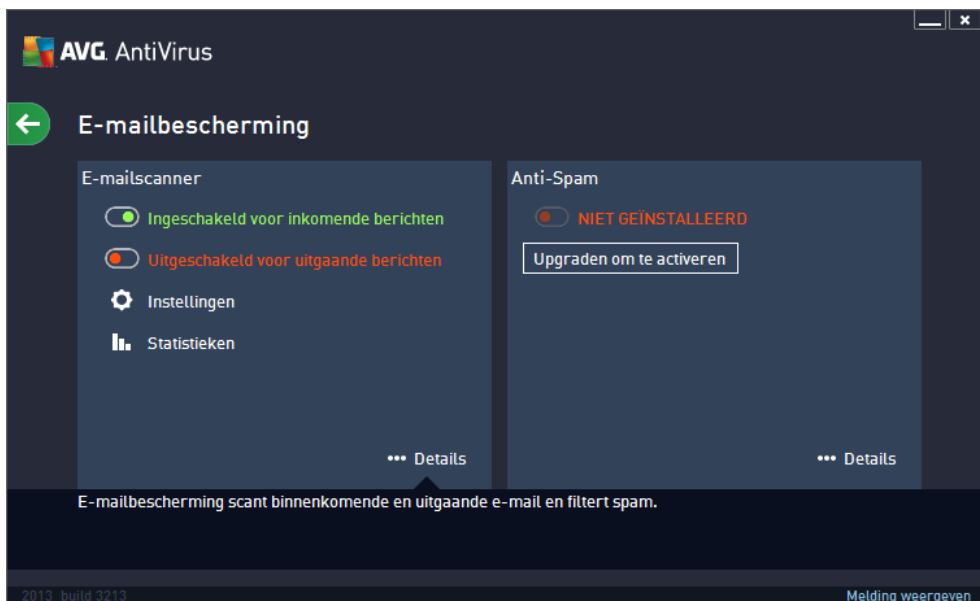 AVG. AntiVirus
E-mailbescherming
E-mailscanner
Ingeschakeld voor inkomende berichten
Uitgeschakeld voor uitgaande berichten
Instellingen
Statistieken
Details
Anti-Spam
NIET GEÏNSTALLEERD
Upgraden om te activeren
Details
E-mailbescherming scant binnenkomende en uitgaande e-mail en filtert spam.
2013 build 3213
Melding weergeven